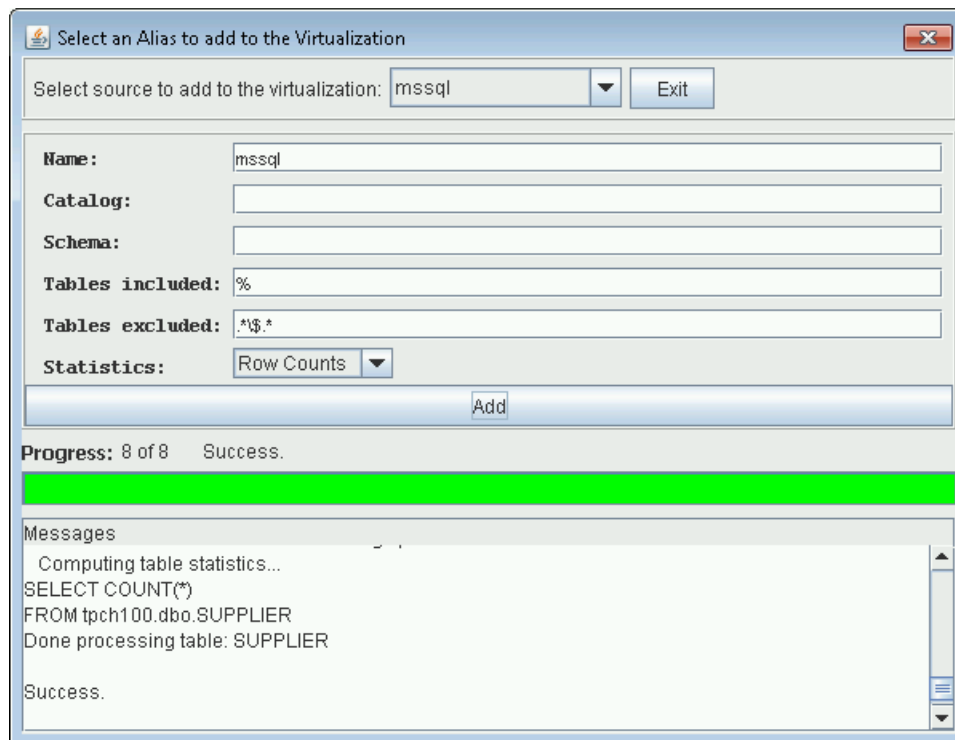 Select an Alias to add to the Virtualization
Select source to add to the virtualization: mssql Exit
Name: mssql
Catalog:
Schema:
Tables included: %
Tables excluded: .*\$.*
Statistics: Row Counts
Add
Progress: 8 of 8 Success.
Messages
Computing table statistics...
SELECT COUNT(*)
FROM tpch100.dbo.SUPPLIER
Done processing table: SUPPLIER
Success.